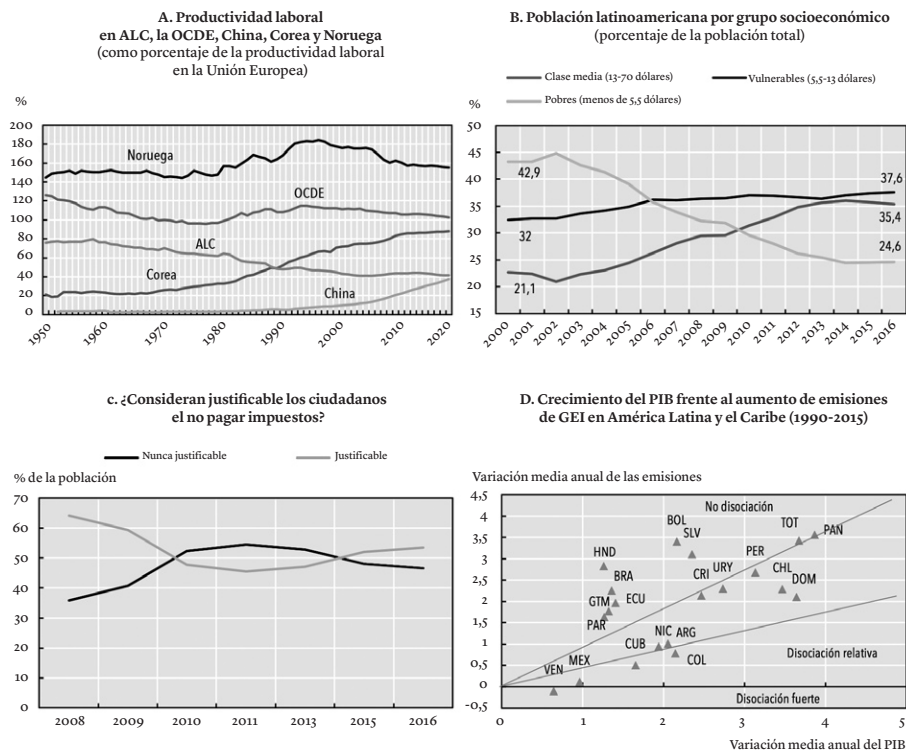 A. Productividad laboral
en ALC, la OCDE, China, Corea y Noruega
(como porcentaje de la productividad laboral
en la Unión Europea)
%
200
180
160
140
120
100
80
60
40
20
0
Noruega
OCDE
ALC
Corea
China
1950
1960
1970
1980
1990
2000
2010
2020
B. Población latinoamericana por grupo socioeconómico
(porcentaje de la población total)
Clase media (13-70 dólares)
Vulnerables (5,5-13 dólares)
Pobres (menos de 5,5 dólares)
%
50
45
40
35
30
25
20
15
42,9
32
21,1
37,6
35,4
24,6
2000
2001
2002
2003
2004
2005
2006
2007
2008
2009
2010
2011
2012
2013
2014
2015
2016
c. ¿Consideran justificable los ciudadanos
el no pagar impuestos?
Nunca justificable
Justificable
% de la población
70
60
50
40
30
20
10
0
2008
2009
2010
2011
2013
2015
2016
D. Crecimiento del PIB frente al aumento de emisiones
de GEI en América Latina y el Caribe (1990-2015)
Variación media anual de las emisiones
4,5
4
3,5
3
2,5
2
1,5
1
0,5
0
-0,5
No disociación
BOL
SLV
TOT
PAN
HND
PER
BRA
CRI
URY
CHL
DOM
GTM
ECU
PAR
CUB
NIC
ARG
COL
Disociación relativa
VEN
MEX
Disociación fuerte
0
1
2
3
4
5
Variación media anual del PIB